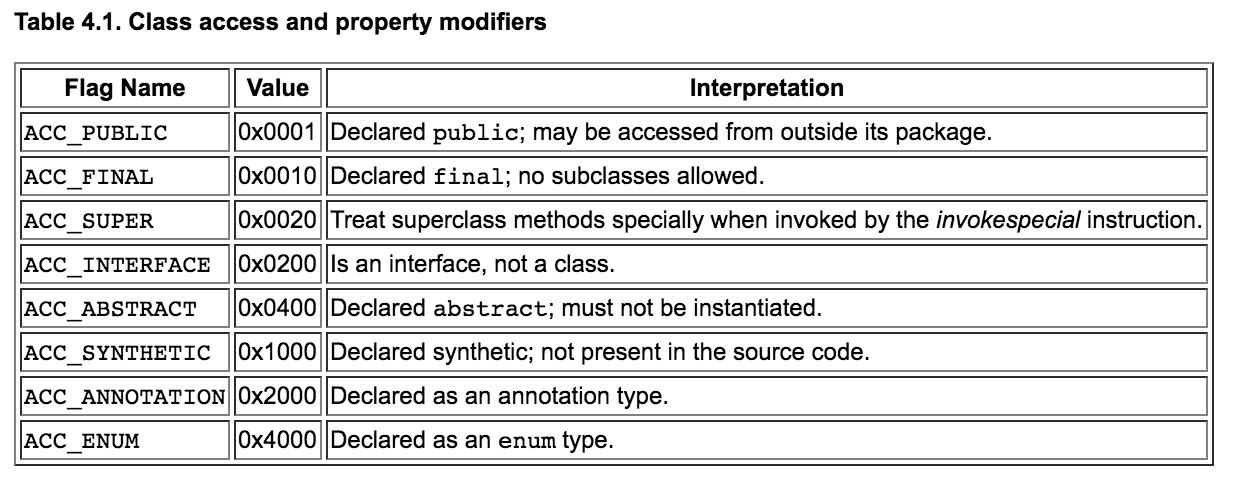 Table 4.1. Class access and property modifiers
Flag Name Value Interpretation
ACC_PUBLIC 0x0001 Declared public; may be accessed from outside its package.
ACC_FINAL 0x0010 Declared final; no subclasses allowed.
ACC_SUPER 0x0020 Treat superclass methods specially when invoked by the invokespecial instruction.
ACC_INTERFACE 0x0200 Is an interface, not a class.
ACC_ABSTRACT 0x0400 Declared abstract; must not be instantiated.
ACC_SYNTHETIC 0x1000 Declared synthetic; not present in the source code.
ACC_ANNOTATION 0x2000 Declared as an annotation type.
ACC_ENUM 0x4000 Declared as an enum type.